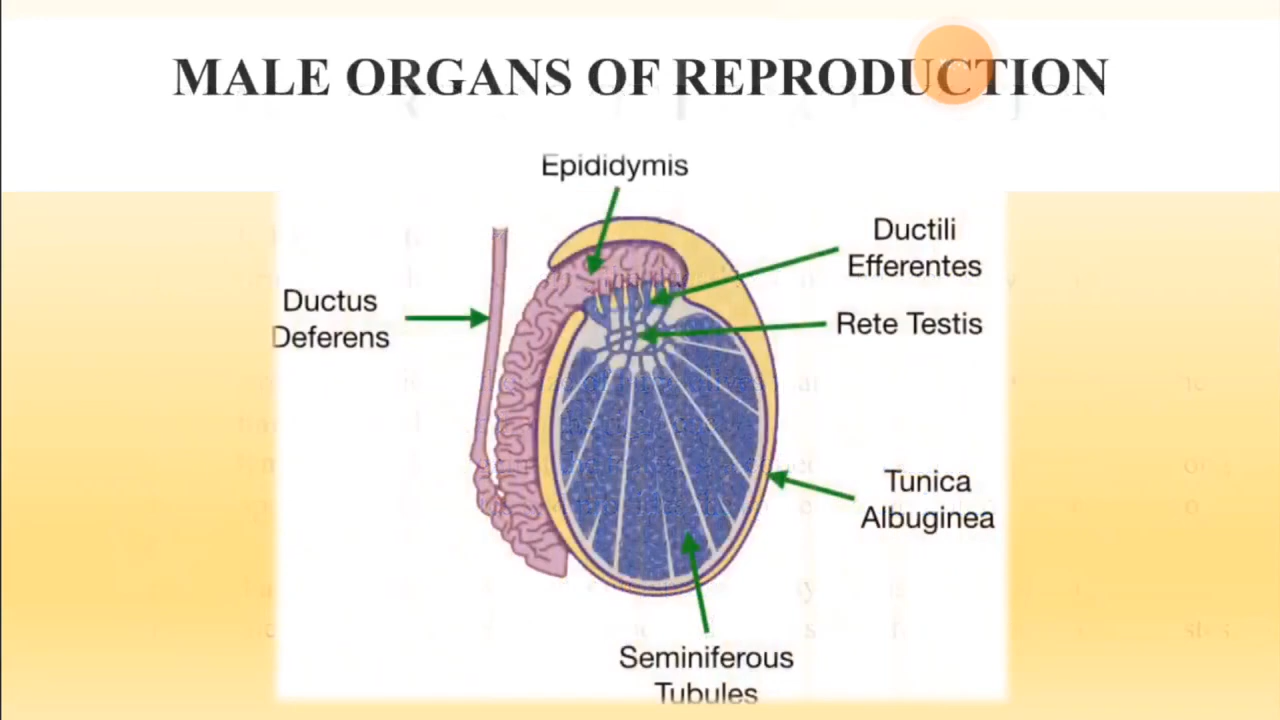 MALE ORGANS OF REPRODUCTION
Epididymis
Ductili
Efferentes
Ductus
Deferens
Rete Testis
Tunica
Albuginea
Seminiferous
Tubules